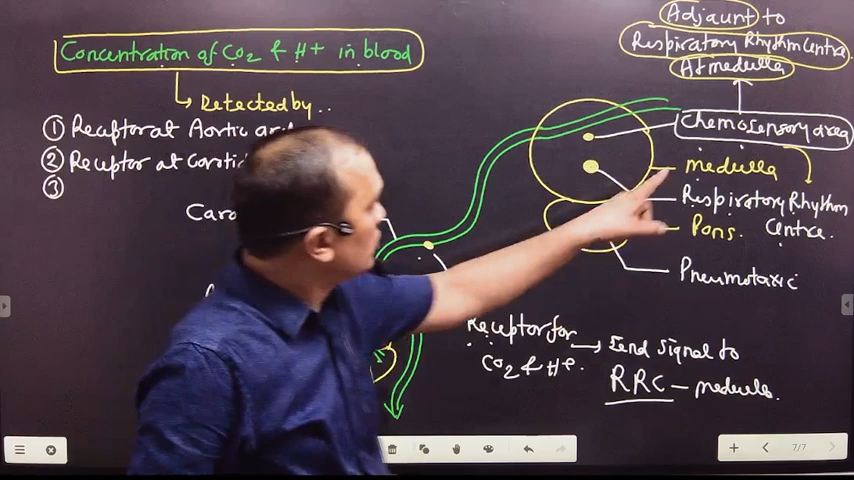 Concentration of CO2 & H+ in blood
Detected by..
① Receptor at Aortic
② Receptor at Carotid
③
Adjaunt to
Respiratory Rhythm Centre
At medulla
Chemosensory area
medulla
Respiratory Rhythm
Pons. Centre.
Pneumotaxic
Receptor for
CO2 & H⊕.
Send signal to
RRC - medulla.
7/7